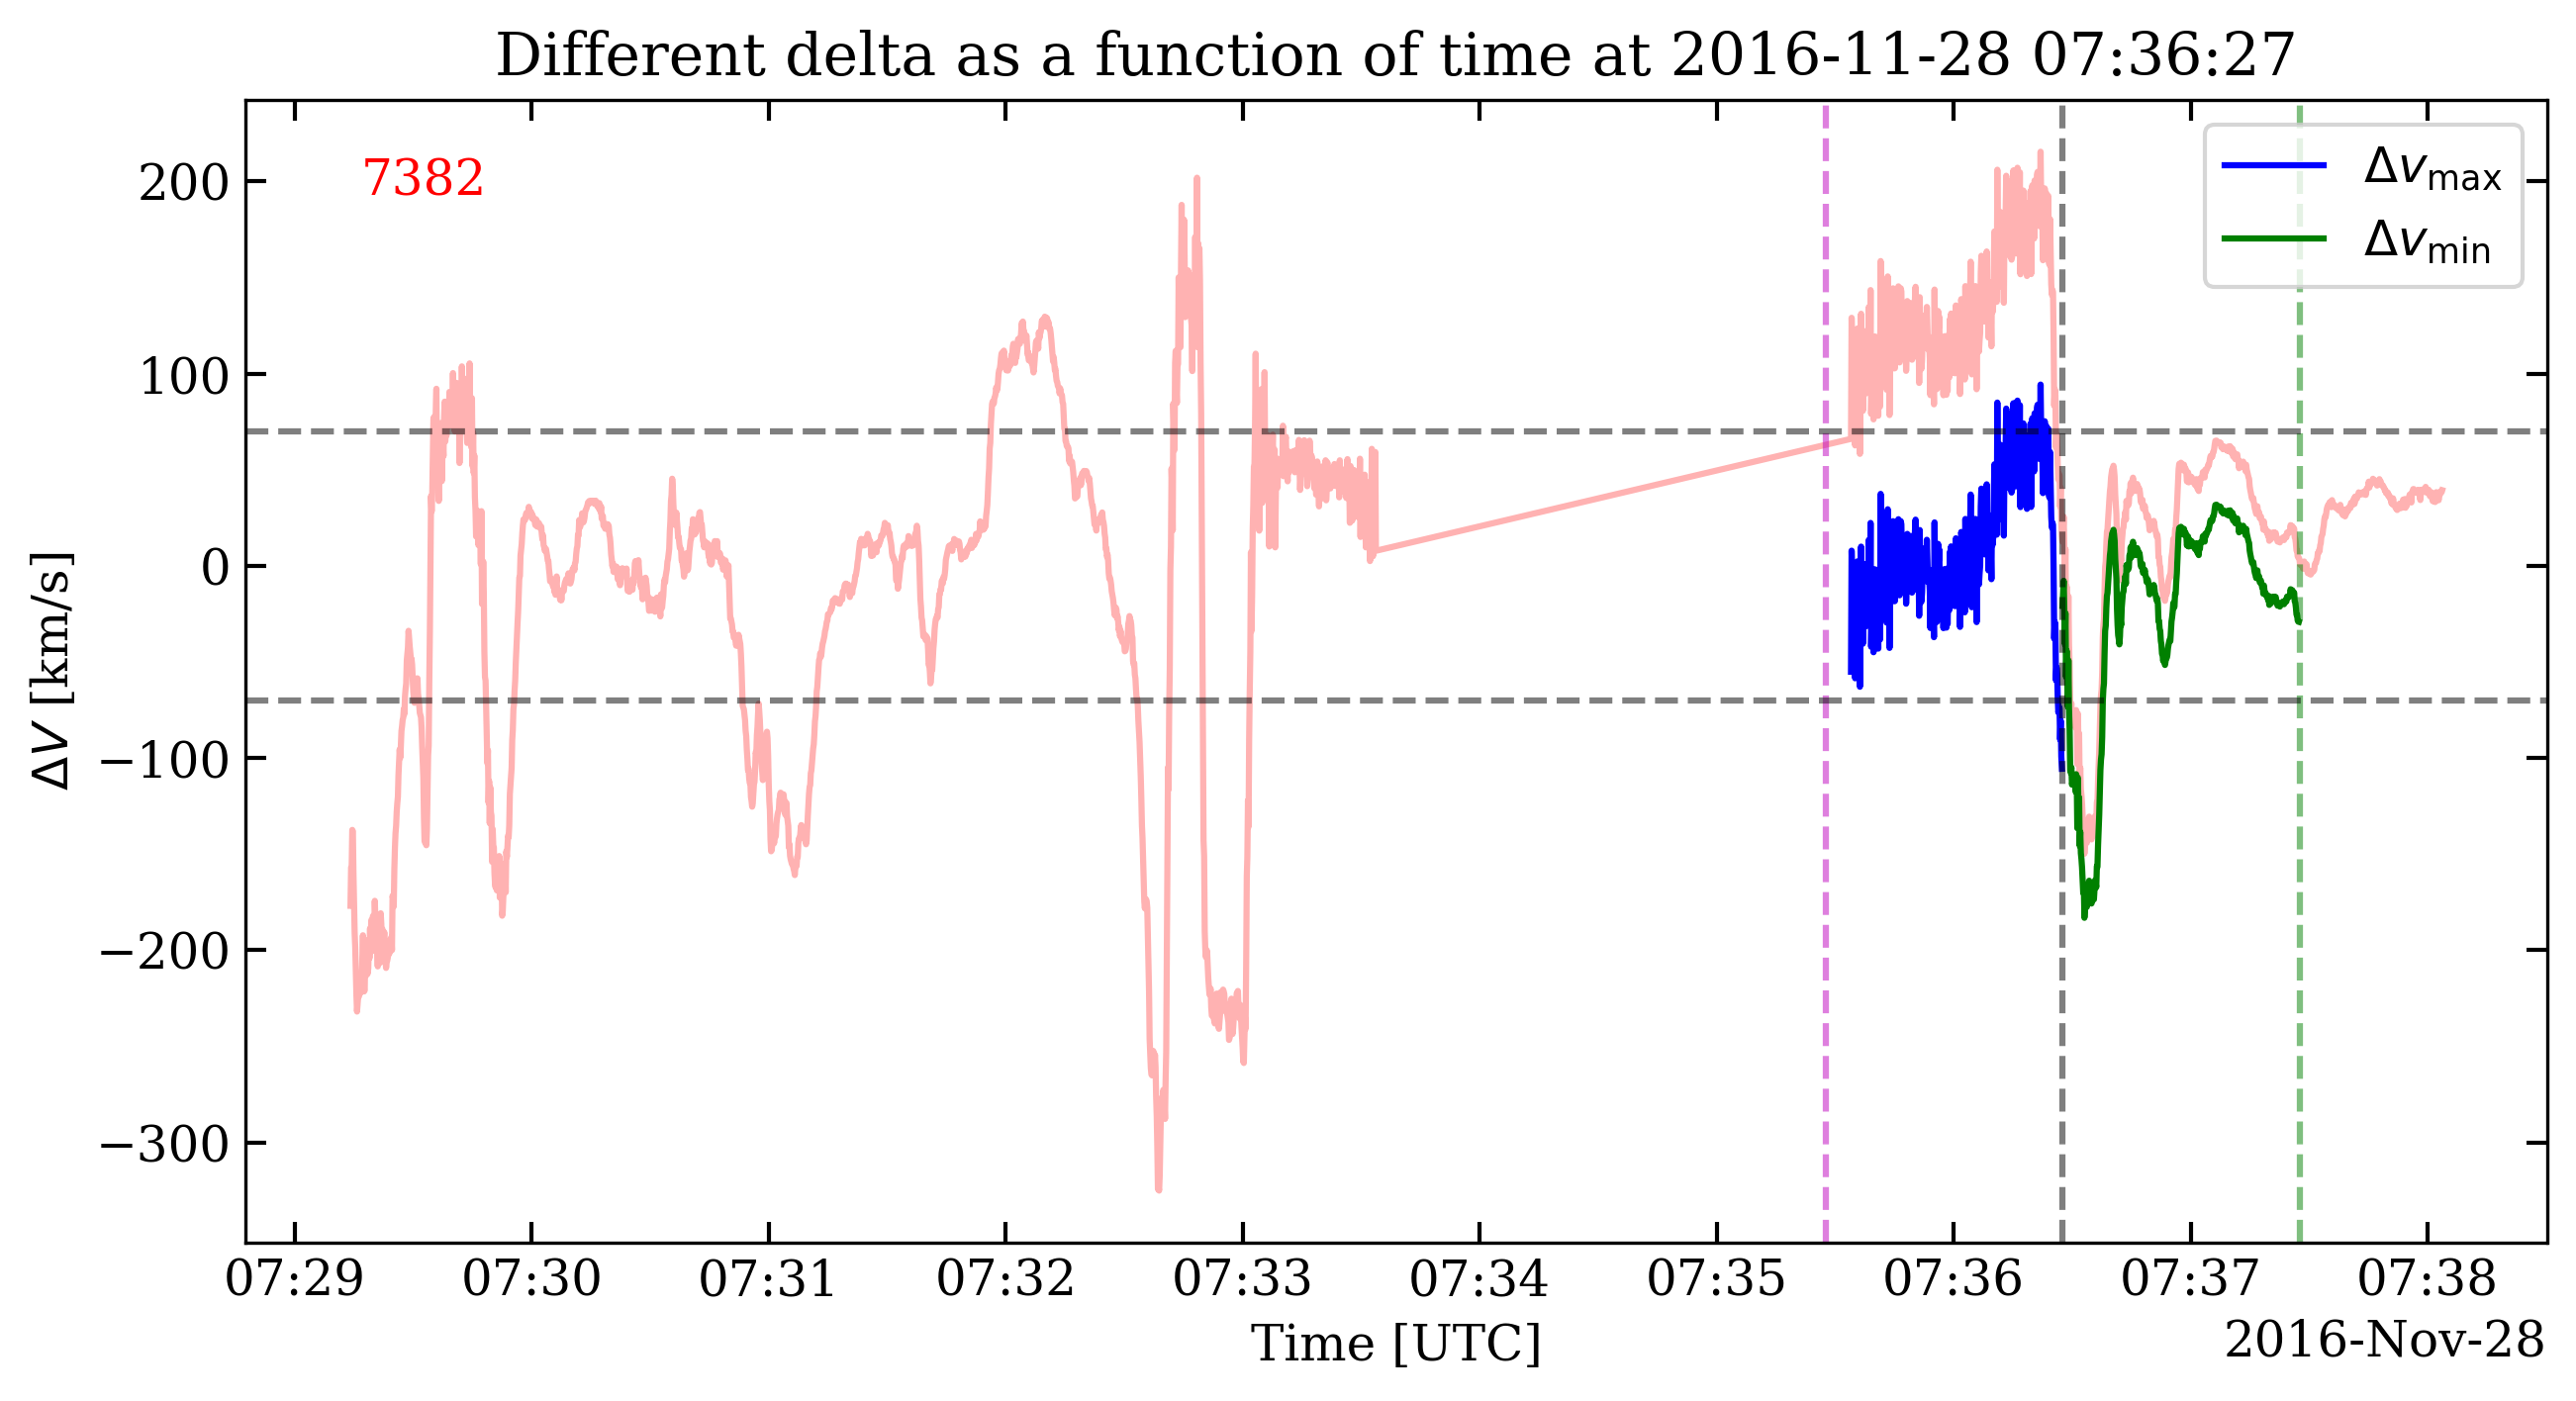 Different delta as a function of time at 2016-11-28 07:36:27
7382
Δv_max
Δv_min
200
100
0
−100
−200
−300
ΔV [km/s]
07:29 07:30 07:31 07:32 07:33 07:34 07:35 07:36 07:37 07:38
Time [UTC]
2016-Nov-28